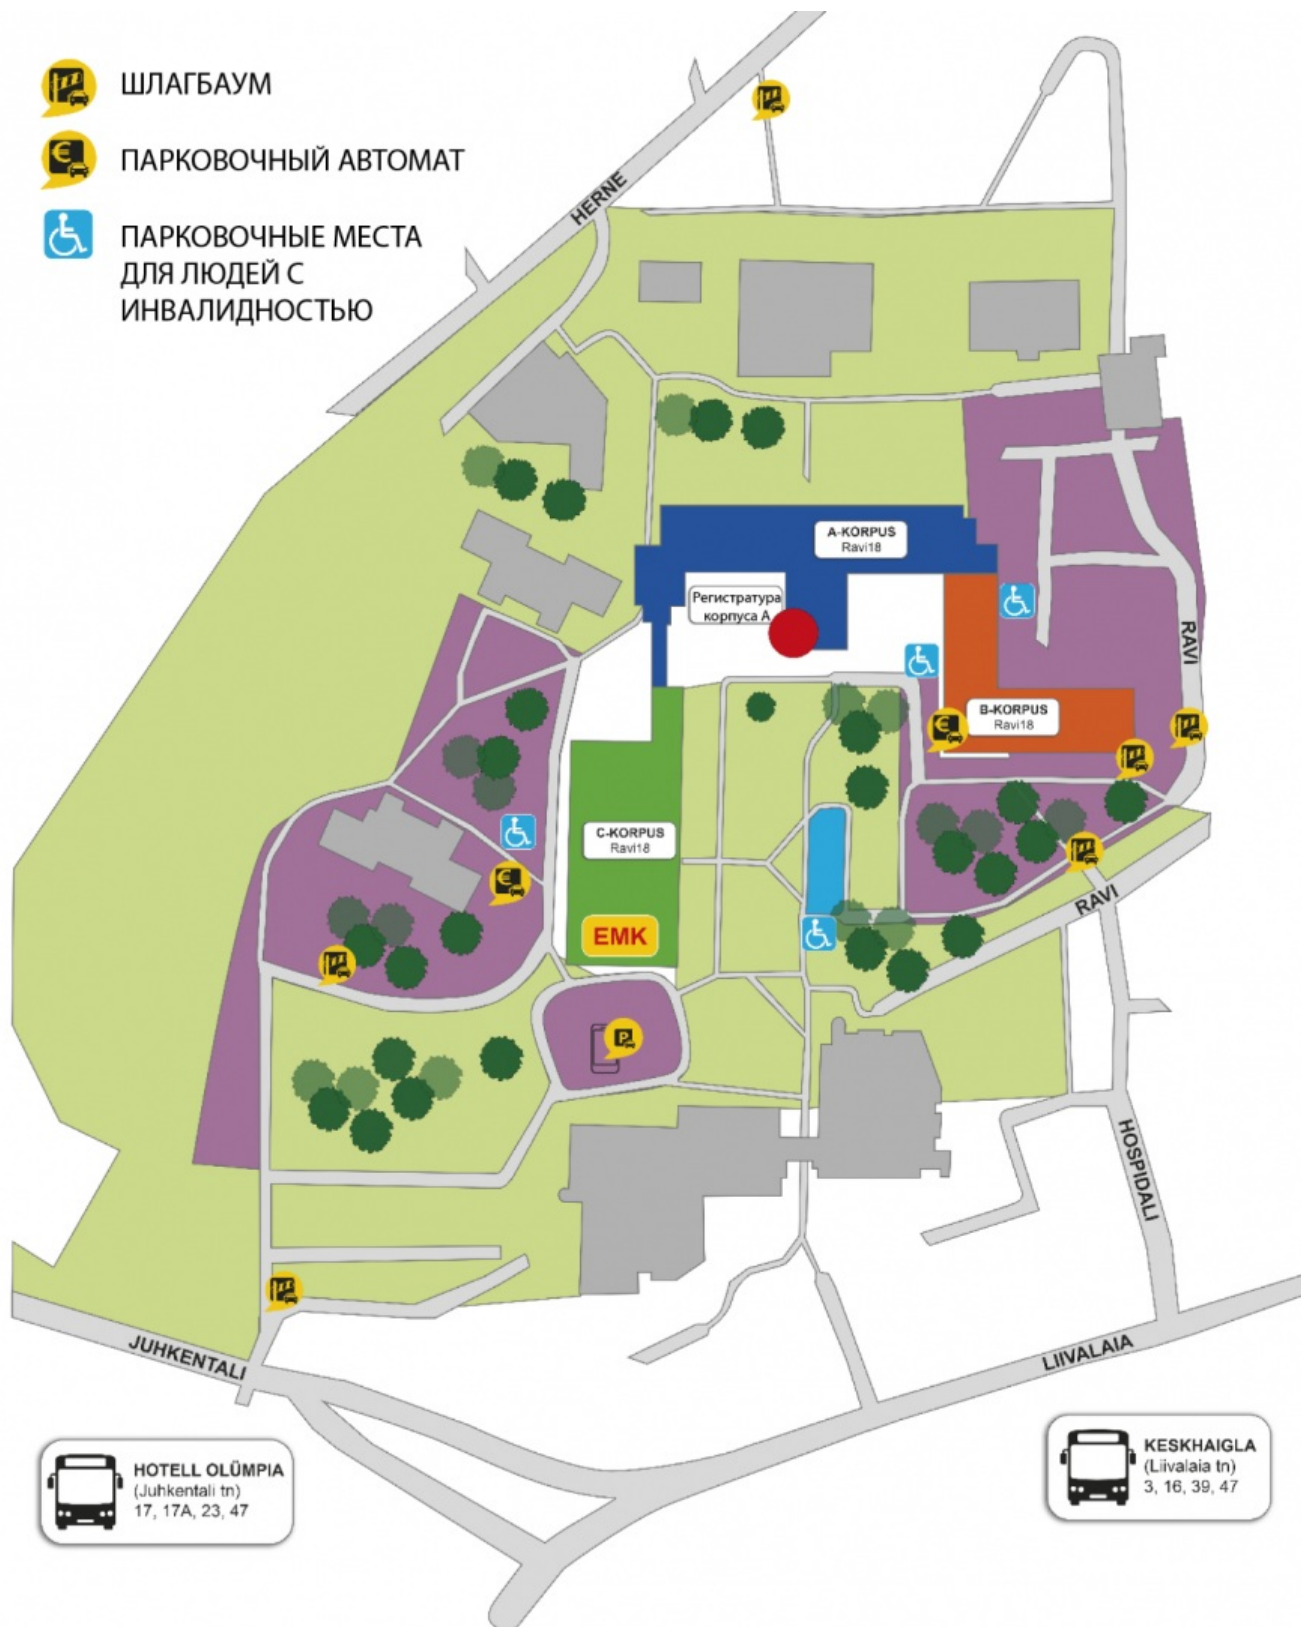 ШЛАГБАУМ
€
ПАРКОВОЧНЫЙ АВТОМАТ
ПАРКОВОЧНЫЕ МЕСТА
ДЛЯ ЛЮДЕЙ С
ИНВАЛИДНОСТЬЮ
HERNE
A-KORPUS
Ravi18
Регистратура
корпуса А
RAVI
B-KORPUS
Ravi18
€
C-KORPUS
Ravi18
€
RAVI
EMK
P
HOSPIDALI
JUHKENTALI
LIIVALAIA
HOTELL OLÜMPIA
(Juhkentali tn)
17, 17A, 23, 47
KESKHAIGLA
(Liivalaia tn)
3, 16, 39, 47